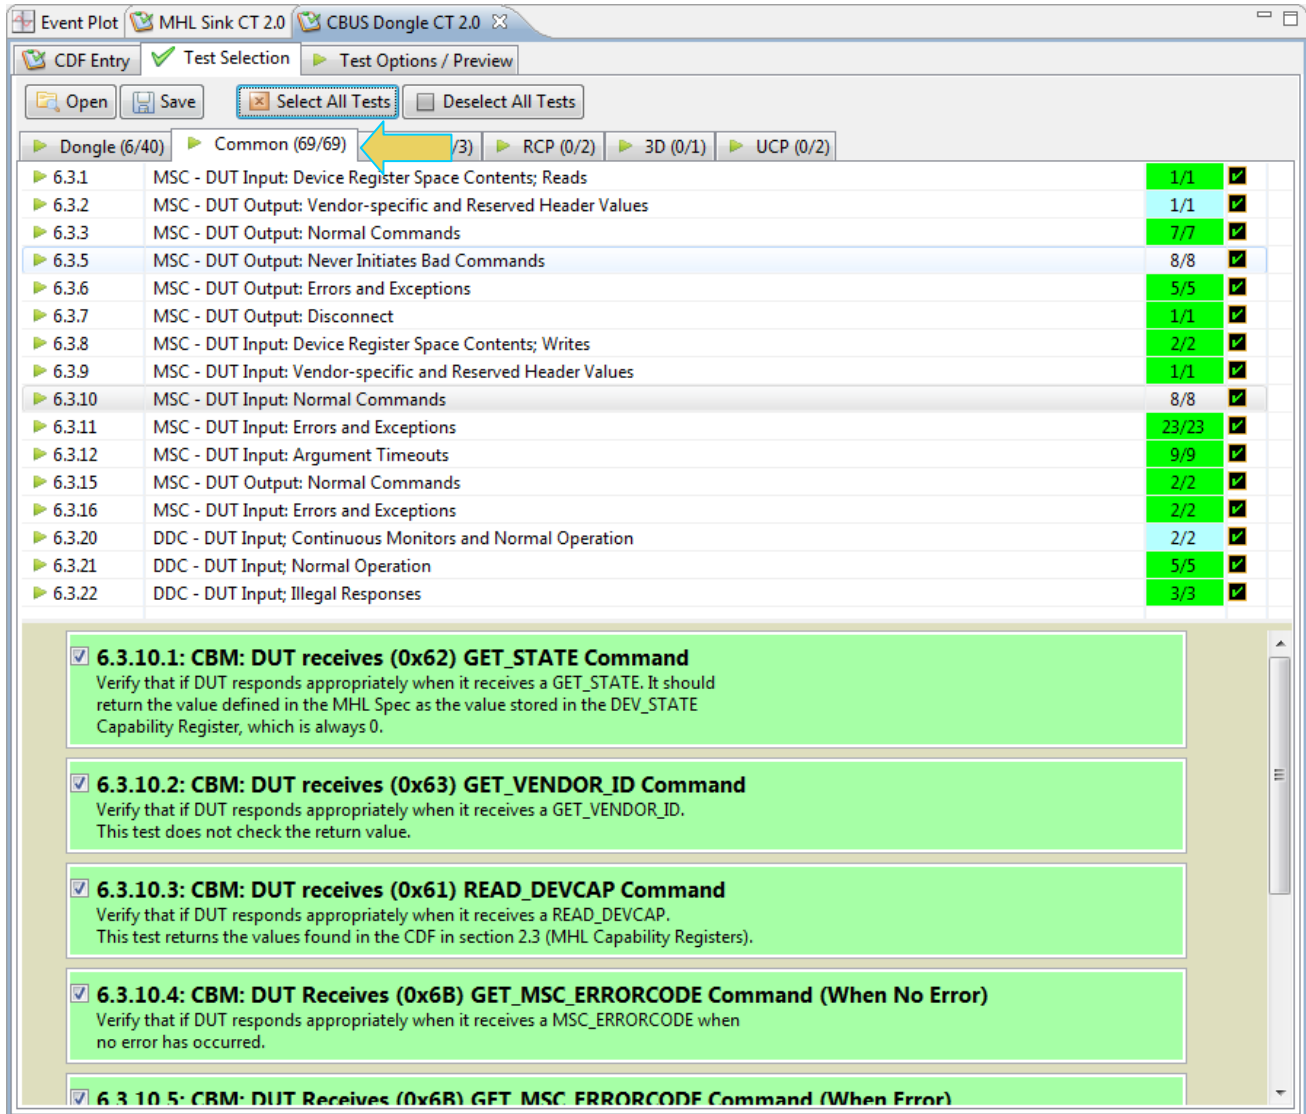 Event Plot MHL Sink CT 2.0 CBUS Dongle CT 2.0
CDF Entry Test Selection Test Options / Preview
Open Save Select All Tests Deselect All Tests
Dongle (6/40) Common (69/69) /3) RCP (0/2) 3D (0/1) UCP (0/2)
6.3.1 MSC - DUT Input: Device Register Space Contents; Reads 1/1
6.3.2 MSC - DUT Output: Vendor-specific and Reserved Header Values 1/1
6.3.3 MSC - DUT Output: Normal Commands 7/7
6.3.5 MSC - DUT Output: Never Initiates Bad Commands 8/8
6.3.6 MSC - DUT Output: Errors and Exceptions 5/5
6.3.7 MSC - DUT Output: Disconnect 1/1
6.3.8 MSC - DUT Input: Device Register Space Contents; Writes 2/2
6.3.9 MSC - DUT Input: Vendor-specific and Reserved Header Values 1/1
6.3.10 MSC - DUT Input: Normal Commands 8/8
6.3.11 MSC - DUT Input: Errors and Exceptions 23/23
6.3.12 MSC - DUT Input: Argument Timeouts 9/9
6.3.15 MSC - DUT Output: Normal Commands 2/2
6.3.16 MSC - DUT Input: Errors and Exceptions 2/2
6.3.20 DDC - DUT Input; Continuous Monitors and Normal Operation 2/2
6.3.21 DDC - DUT Input; Normal Operation 5/5
6.3.22 DDC - DUT Input; Illegal Responses 3/3
6.3.10.1: CBM: DUT receives (0x62) GET_STATE Command
Verify that if DUT responds appropriately when it receives a GET_STATE. It should
return the value defined in the MHL Spec as the value stored in the DEV_STATE
Capability Register, which is always 0.
6.3.10.2: CBM: DUT receives (0x63) GET_VENDOR_ID Command
Verify that if DUT responds appropriately when it receives a GET_VENDOR_ID.
This test does not check the return value.
6.3.10.3: CBM: DUT receives (0x61) READ_DEVCAP Command
Verify that if DUT responds appropriately when it receives a READ_DEVCAP.
This test returns the values found in the CDF in section 2.3 (MHL Capability Registers).
6.3.10.4: CBM: DUT Receives (0x6B) GET_MSC_ERRORCODE Command (When No Error)
Verify that if DUT responds appropriately when it receives a MSC_ERRORCODE when
no error has occurred.
6.3.10.5: CBM: DUT Receives (0x6B) GET_MSC_ERRORCODE Command (When Error)